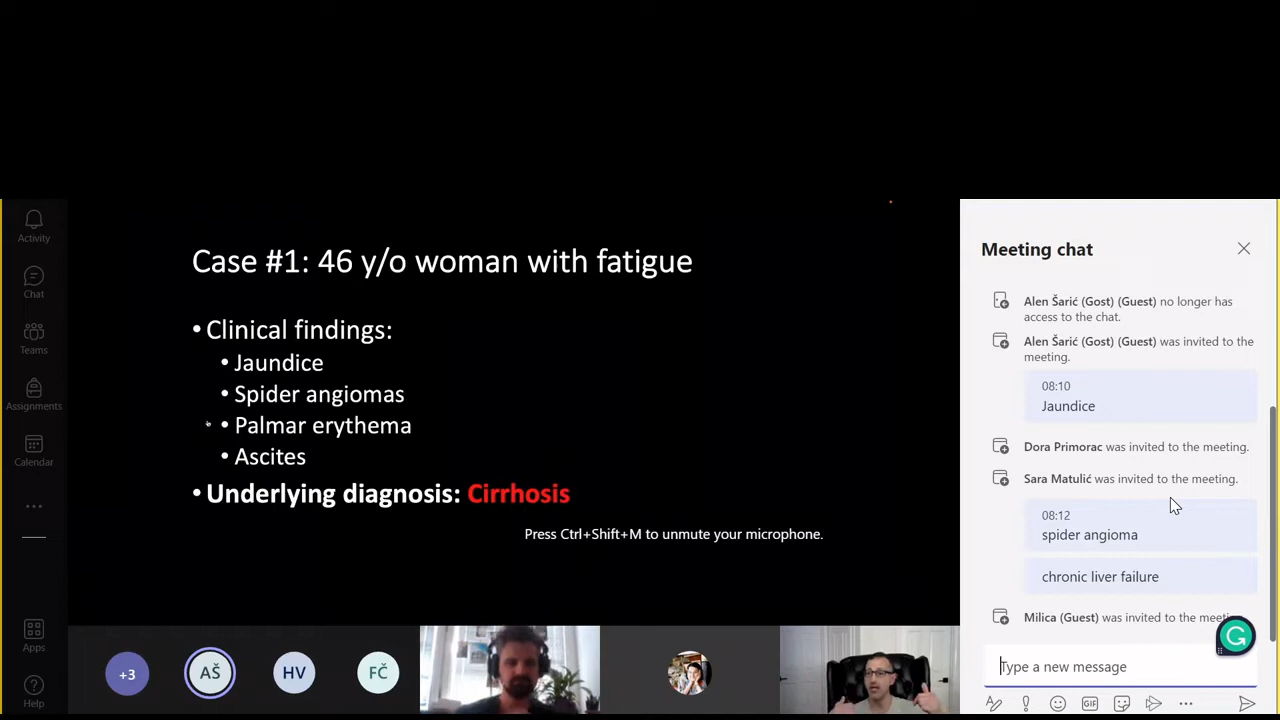 Activity
Chat
Teams
Assignments
Calendar
Apps
Help
Case #1: 46 y/o woman with fatigue
• Clinical findings:
• Jaundice
• Spider angiomas
• Palmar erythema
• Ascites
• Underlying diagnosis: Cirrhosis
Press Ctrl+Shift+M to unmute your microphone.
+3
AŠ
HV
FČ
Meeting chat
Alen Šarić (Gost) (Guest) no longer has
access to the chat.
Alen Šarić (Gost) (Guest) was invited to the
meeting.
08:10
Jaundice
Dora Primorac was invited to the meeting.
Sara Matulić was invited to the meeting.
08:12
spider angioma
chronic liver failure
Milica (Guest) was invited to the
Type a new message
GIF